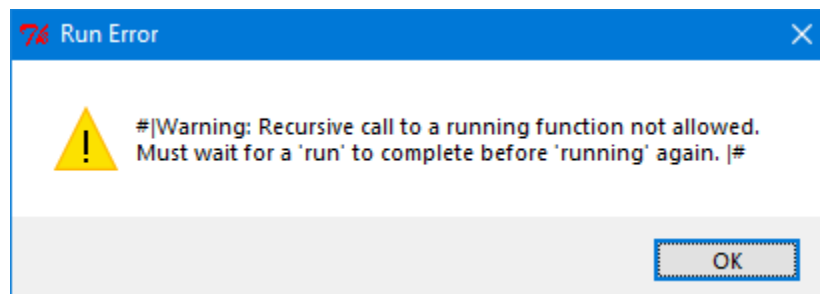 Run Error
#|Warning: Recursive call to a running function not allowed.
Must wait for a 'run' to complete before 'running' again. |#
OK